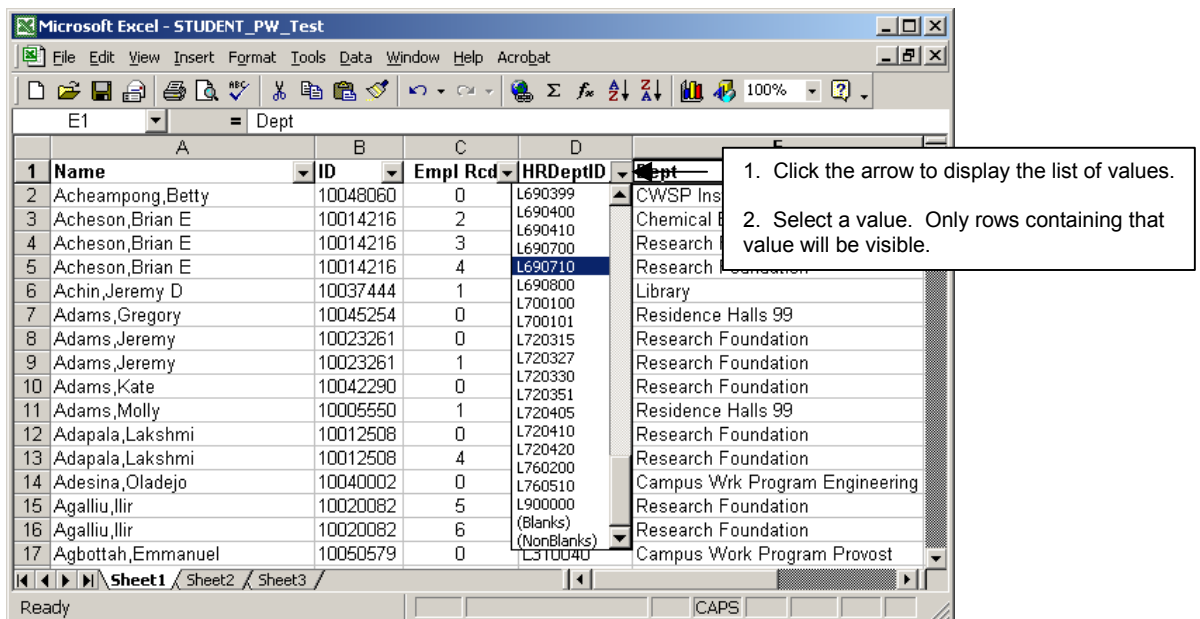 Microsoft Excel - STUDENT_PW_Test
File Edit View Insert Format Tools Data Window Help Acrobat
100%
E1 = Dept
A B C D
1 Name ID Empl Rcd HRDeptID Dept
1. Click the arrow to display the list of values.
2. Select a value. Only rows containing that
value will be visible.
2 Acheampong,Betty 10048060 0 CWSP Ins
3 Acheson,Brian E 10014216 2 Chemical
4 Acheson,Brian E 10014216 3 Research
5 Acheson,Brian E 10014216 4 Research Foundation
6 Achin,Jeremy D 10037444 1 Library
7 Adams,Gregory 10045254 0 Residence Halls 99
8 Adams,Jeremy 10023261 0 Research Foundation
9 Adams,Jeremy 10023261 1 Research Foundation
10 Adams,Kate 10042290 0 Research Foundation
11 Adams,Molly 10005550 1 Residence Halls 99
12 Adapala,Lakshmi 10012508 0 Research Foundation
13 Adapala,Lakshmi 10012508 4 Research Foundation
14 Adesina,Oladejo 10040002 0 Campus Wrk Program Engineering
15 Agalliu,Ilir 10020082 5 Research Foundation
16 Agalliu,Ilir 10020082 6 Research Foundation
17 Agbottah,Emmanuel 10050579 0 L310040 Campus Work Program Provost
L690399
L690400
L690410
L690700
L690710
L690800
L700100
L700101
L720315
L720327
L720330
L720351
L720405
L720410
L720420
L760200
L760510
L900000
(Blanks)
(NonBlanks)
Sheet1 Sheet2 Sheet3
Ready CAPS